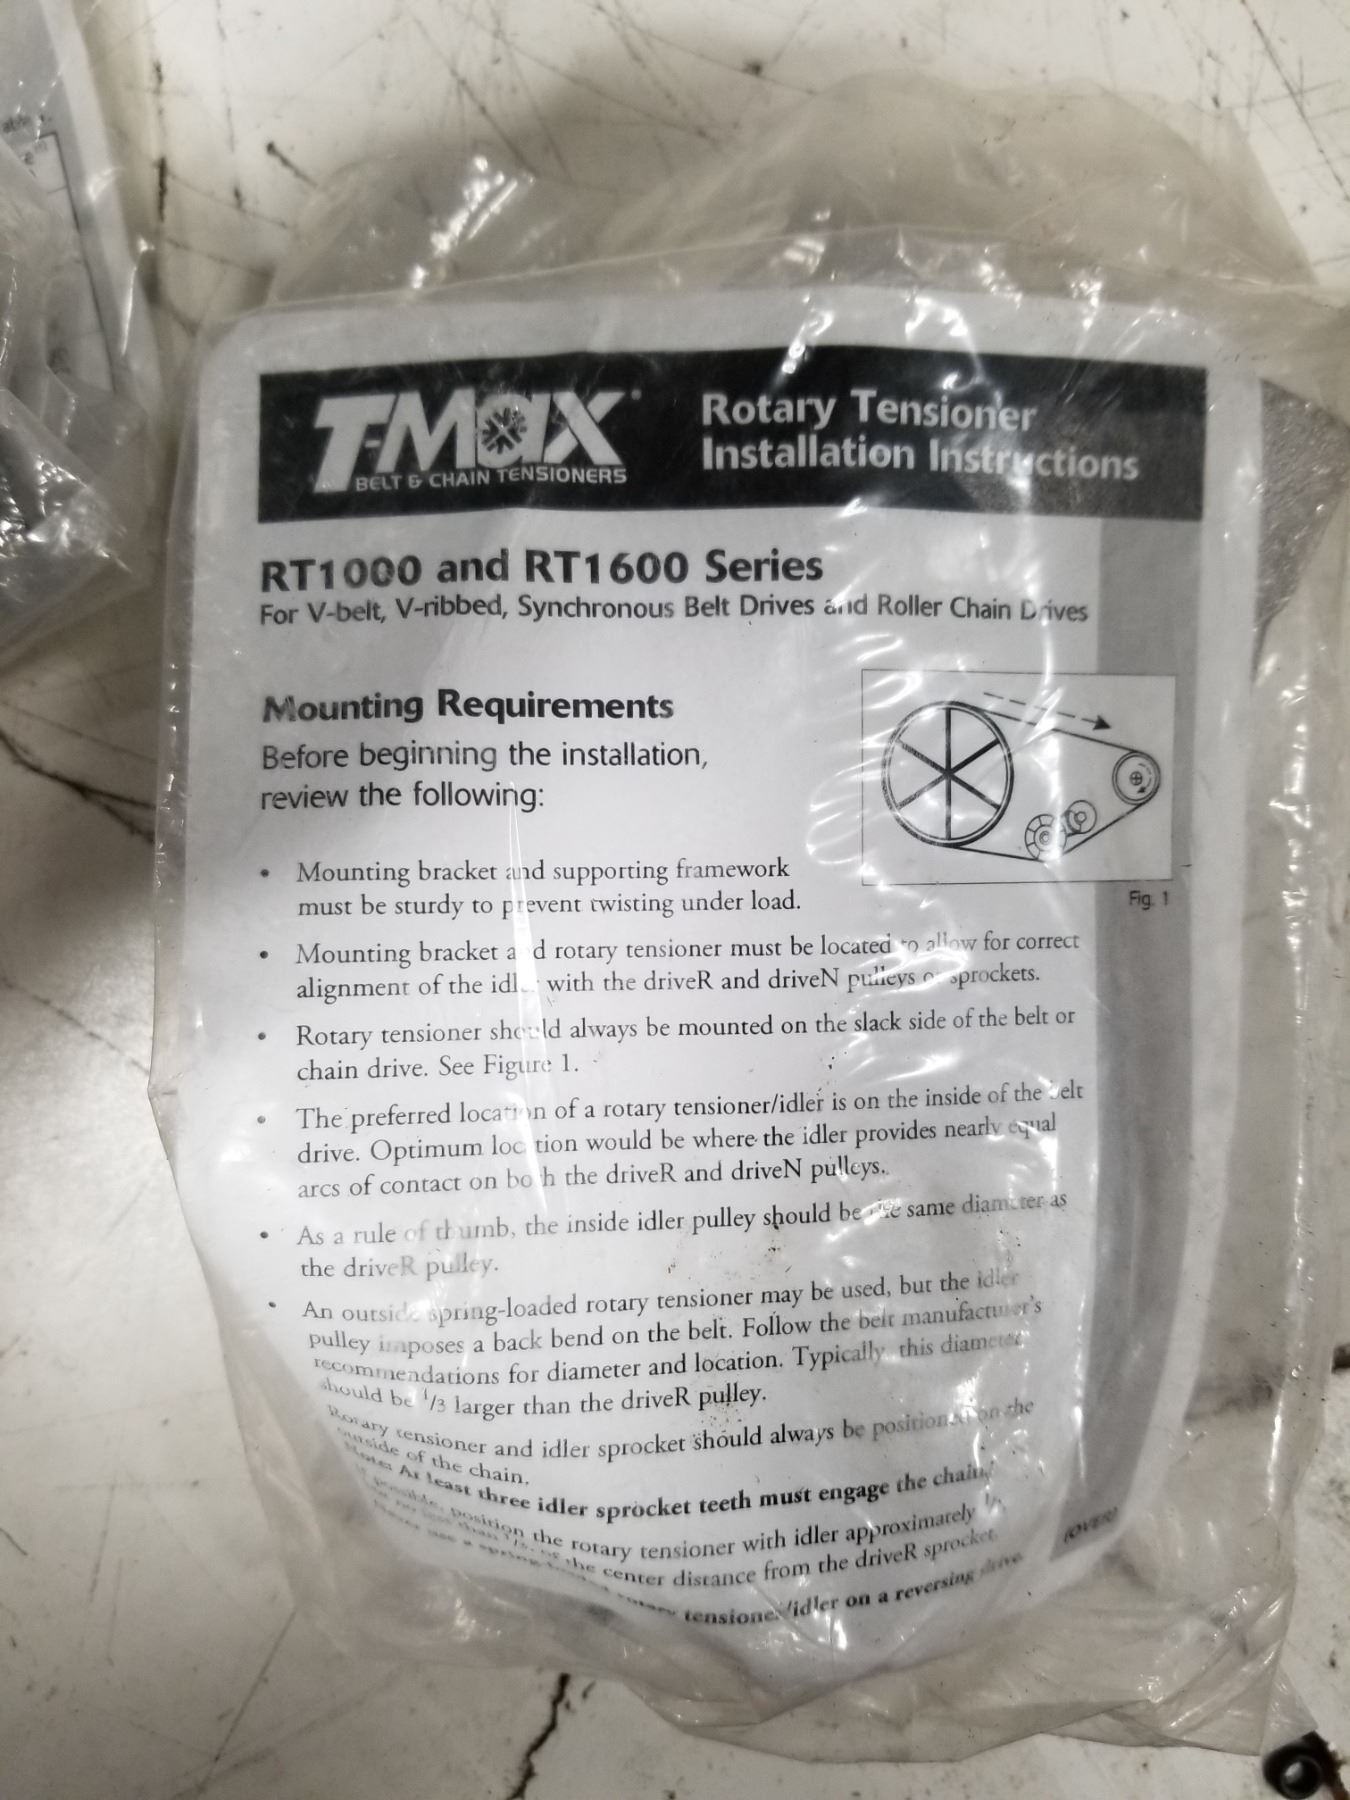 T-Max
BELT & CHAIN TENSIONERS
Rotary Tensioner
Installation Instructions
RT1000 and RT1600 Series
For V-belt, V-ribbed, Synchronous Belt Drives and Roller Chain Drives
Mounting Requirements
Before beginning the installation,
review the following:
Fig. 1
• Mounting bracket and supporting framework
must be sturdy to prevent twisting under load.
• Mounting bracket and rotary tensioner must be located to allow for correct
alignment of the idler with the driveR and driveN pulleys or sprockets.
• Rotary tensioner should always be mounted on the slack side of the belt or
chain drive. See Figure 1.
• The preferred location of a rotary tensioner/idler is on the inside of the belt
drive. Optimum location would be where the idler provides nearly equal
arcs of contact on both the driveR and driveN pulleys.
• As a rule of thumb, the inside idler pulley should be the same diameter as
the driveR pulley.
• An outside spring-loaded rotary tensioner may be used, but the idler
pulley imposes a back bend on the belt. Follow the belt manufacturer's
recommendations for diameter and location. Typically, this diameter
should be 1/3 larger than the driveR pulley.
Rotary tensioner and idler sprocket should always be positioned on the
outside of the chain.
Note: At least three idler sprocket teeth must engage the chain.
If possible, position the rotary tensioner with idler approximately
of the center distance from the driveR sprocket.
rotary tensioner/idler on a reversing drive.
(OVER)